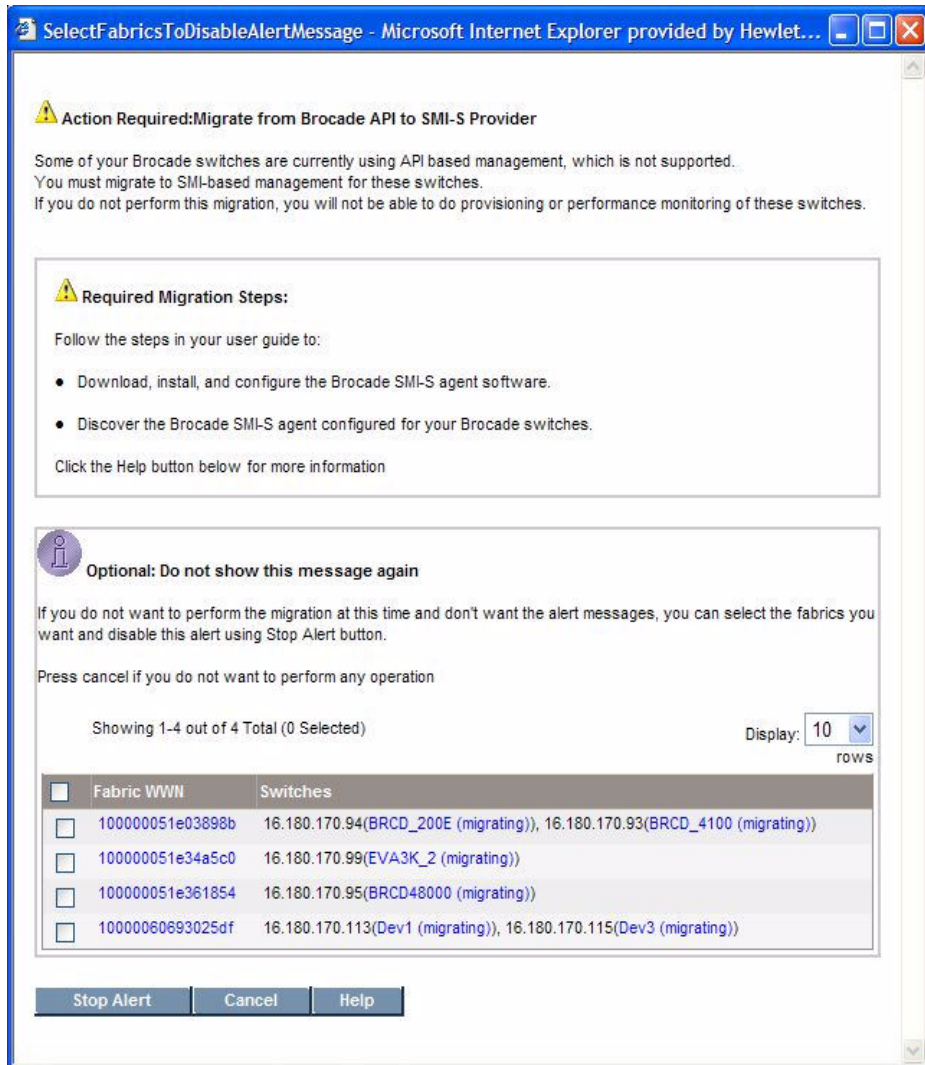 SelectFabricsToDisableAlertMessage - Microsoft Internet Explorer provided by Hewlet...
Action Required:Migrate from Brocade API to SMI-S Provider
Some of your Brocade switches are currently using API based management, which is not supported.
You must migrate to SMI-based management for these switches.
If you do not perform this migration, you will not be able to do provisioning or performance monitoring of these switches.
Required Migration Steps:
Follow the steps in your user guide to:
● Download, install, and configure the Brocade SMI-S agent software.
● Discover the Brocade SMI-S agent configured for your Brocade switches.
Click the Help button below for more information
Optional: Do not show this message again
If you do not want to perform the migration at this time and don't want the alert messages, you can select the fabrics you
want and disable this alert using Stop Alert button.
Press cancel if you do not want to perform any operation
Showing 1-4 out of 4 Total (0 Selected) Display: 10
rows
Fabric WWN Switches
100000051e03898b 16.180.170.94(BRCD_200E (migrating)), 16.180.170.93(BRCD_4100 (migrating))
100000051e34a5c0 16.180.170.99(EVA3K_2 (migrating))
100000051e361854 16.180.170.95(BRCD48000 (migrating))
10000060693025df 16.180.170.113(Dev1 (migrating)), 16.180.170.115(Dev3 (migrating))
Stop Alert Cancel Help